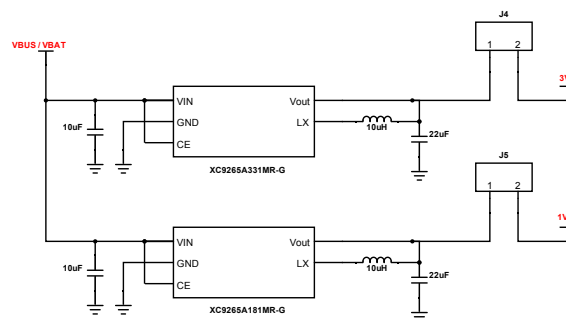 J4
VBUS / VBAT
1 2
3V
VIN Vout
10uF GND LX 10uH 22uF
CE
XC9265A331MR-G
J5
1 2
1V
VIN Vout
10uF GND LX 10uH 22uF
CE
XC9265A181MR-G